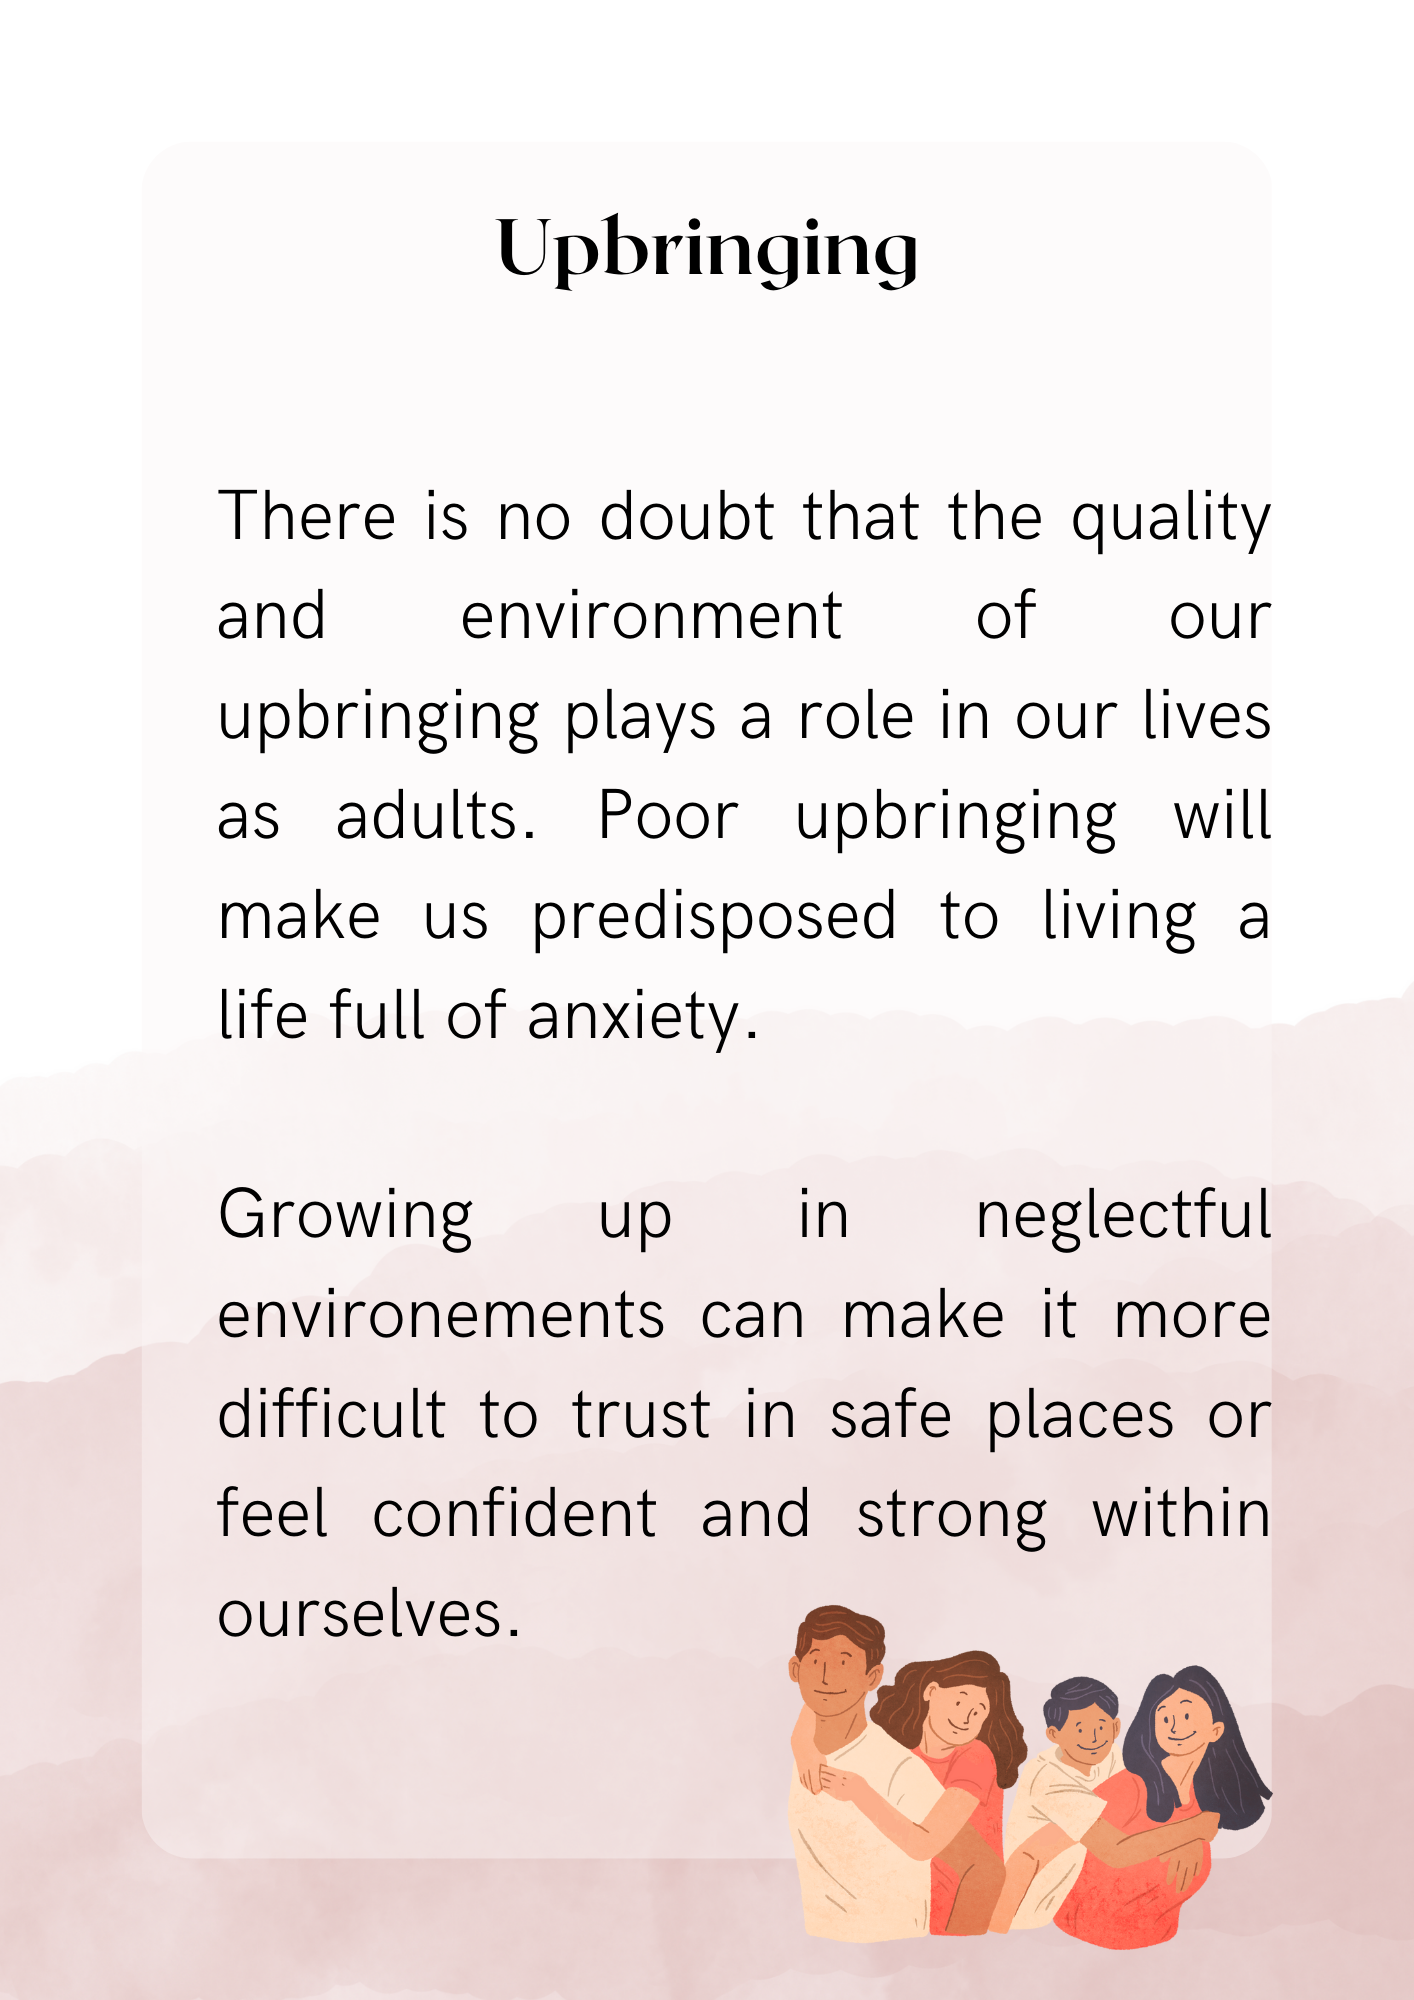 Upbringing
There is no doubt that the quality
and environment of our
upbringing plays a role in our lives
as adults. Poor upbringing will
make us predisposed to living a
life full of anxiety.
Growing up in neglectful
environements can make it more
difficult to trust in safe places or
feel confident and strong within
ourselves.